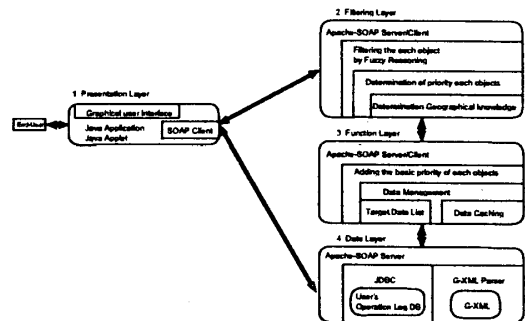 2 Filtering Layer
Apache-SOAP Server/Client
Filtering the each object
by Fuzzy Reasoning
Determination of priority each objects
Determination Geographical knowledge
1 Presentation Layer
Graphical user interface
Java Application
Java Applet
SOAP Client
End-User
3 Function Layer
Apache-SOAP Server/Client
Adding the basic priority of each objects
Data Management
Target Data List
Data Caching
4 Data Layer
Apache-SOAP Server
JDBC
User's
Operation Log DB
G-XML Parser
G-XML